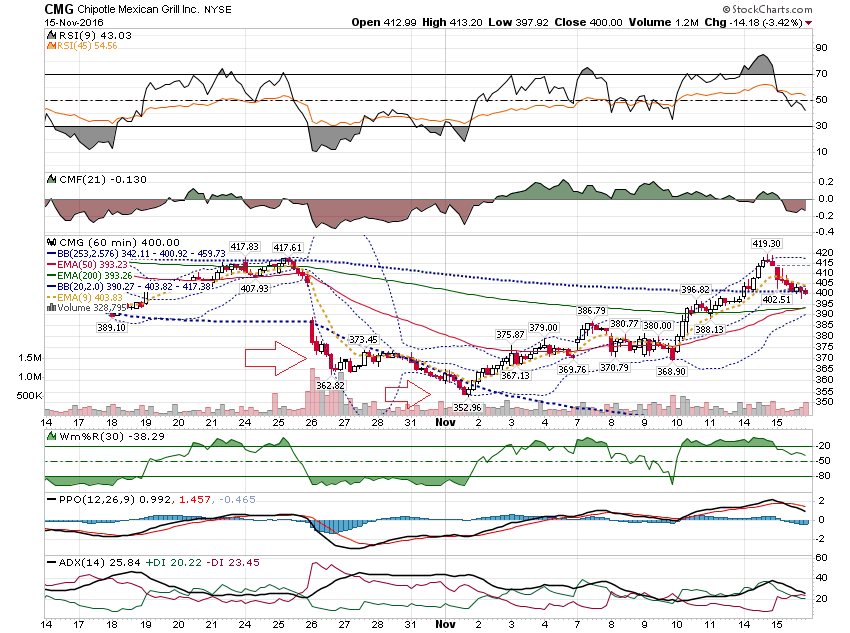 CMG Chipotle Mexican Grill Inc. NYSE
© StockCharts.com
15-Nov-2016
Open 412.99 High 413.20 Low 397.92 Close 400.00 Volume 1.2M Chg -14.18 (-3.42%)
RSI(9) 43.03
RSI(45) 54.56
90
70
50
30
10
CMF(21) -0.130
0.2
0.0
-0.2
-0.4
CMG (60 min) 400.00
BB(253,2.576) 342.11 - 400.92 - 459.73
EMA(50) 393.23
EMA(200) 393.26
BB(20,2.0) 390.27 - 403.82 - 417.38
EMA(9) 403.83
Volume 328,795
417.83
417.61
419.30
407.93
396.82
402.51
389.10
373.45
362.82
352.96
375.87
379.00
367.13
386.79
369.76
380.77
380.00
370.79
368.90
388.13
420
415
410
405
400
395
390
385
380
375
370
365
360
355
350
1.5M
1.0M
500K
14 17 18 19 20 21 24 25 26 27 28 31 Nov 2 3 4 7 8 9 10 11 14 15
Wm%R(30) -38.29
-20
-50
-80
PPO(12,26,9) 0.992, 1.457, -0.465
2
0
-2
ADX(14) 25.84 +DI 20.22 -DI 23.45
60
40
20
14 17 18 19 20 21 24 25 26 27 28 31 Nov 2 3 4 7 8 9 10 11 14 15